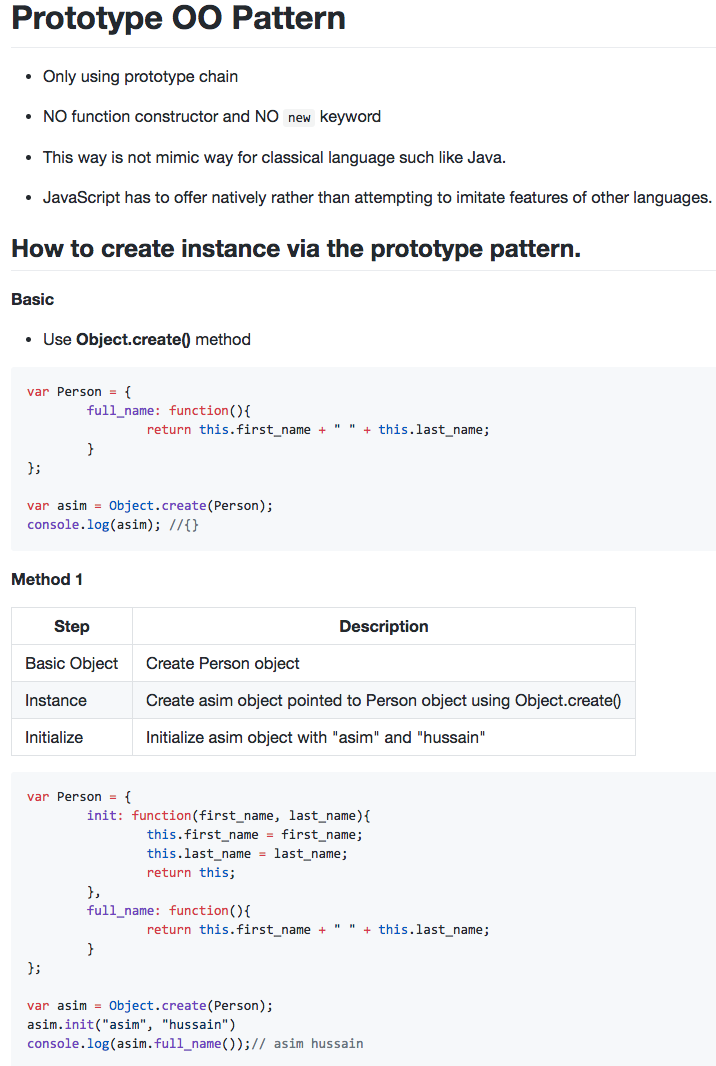 Prototype OO Pattern
Only using prototype chain
NO function constructor and NO new keyword
This way is not mimic way for classical language such like Java.
JavaScript has to offer natively rather than attempting to imitate features of other languages.
How to create instance via the prototype pattern.
Basic
Use Object.create() method
var Person = {
        full_name: function(){
                return this.first_name + " " + this.last_name;
        }
};

var asim = Object.create(Person);
console.log(asim); //{}
Method 1
Step Description
Basic Object Create Person object
Instance Create asim object pointed to Person object using Object.create()
Initialize Initialize asim object with "asim" and "hussain"
var Person = {
        init: function(first_name, last_name){
                this.first_name = first_name;
                this.last_name = last_name;
                return this;
        },
        full_name: function(){
                return this.first_name + " " + this.last_name;
        }
};

var asim = Object.create(Person);
asim.init("asim", "hussain")
console.log(asim.full_name());// asim hussain